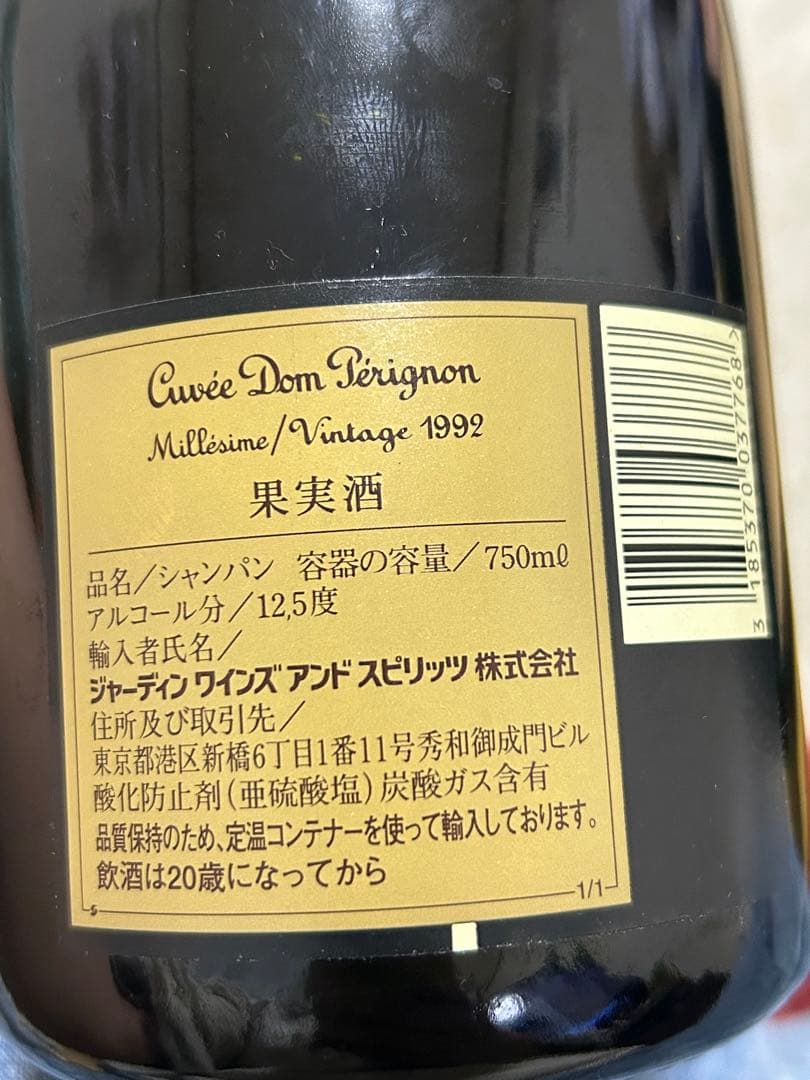 Cuvée Dom Pérignon
Millésime/Vintage 1992
果実酒
品名/シャンパン 容器の容量/750mℓ
アルコール分/12,5度
輸入者氏名/
ジャーディン ワインズ アンド スピリッツ 株式会社
住所及び取引先/
東京都港区新橋6丁目1番11号秀和御成門ビル
酸化防止剤(亜硫酸塩)炭酸ガス含有
品質保持のため、定温コンテナーを使って輸入しております。
飲酒は20歳になってから
1/1
s
3 185370 037768 >